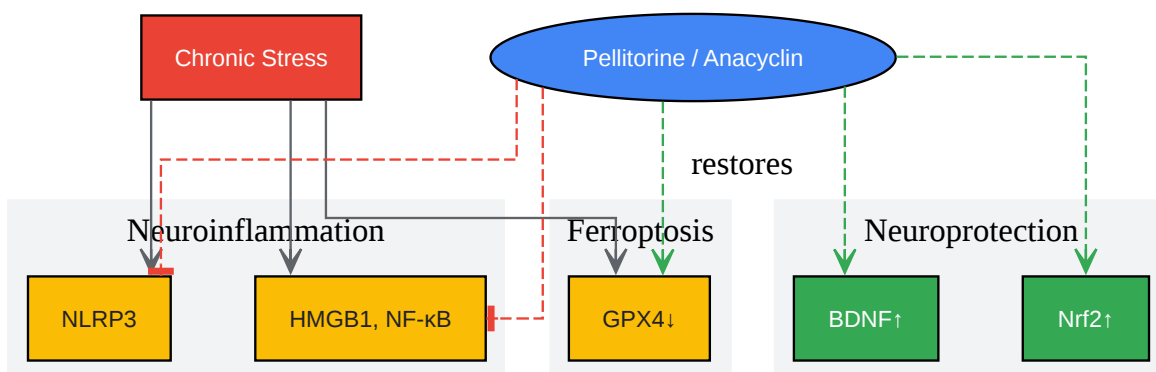 Chronic Stress
Pellitorine / Anacyclin
restores
Neuroinflammation
Ferroptosis
Neuroprotection
NLRP3
HMGB1, NF-κB
GPX4↓
BDNF↑
Nrf2↑